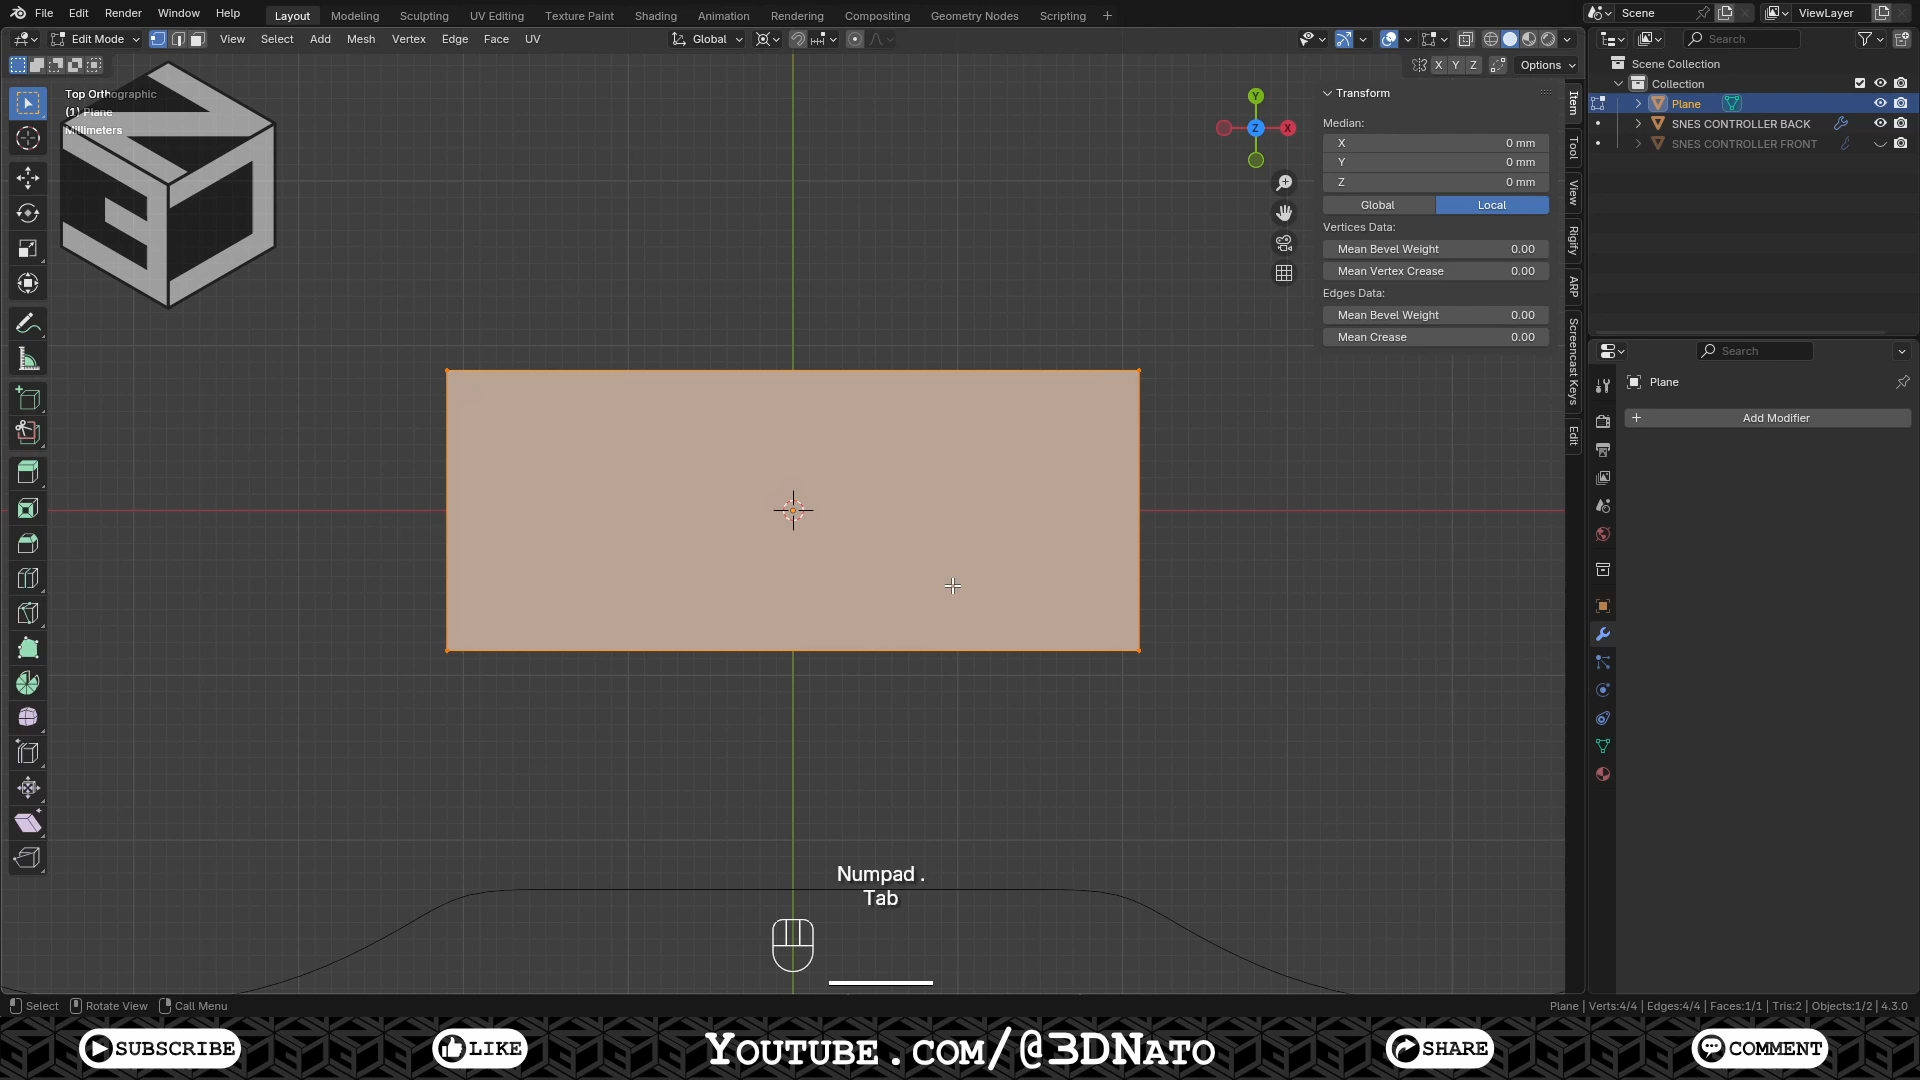 File Edit Render Window Help Layout Modeling Sculpting UV Editing Texture Paint Shading Animation Rendering Compositing Geometry Nodes Scripting + Scene ViewLayer
Edit Mode View Select Add Mesh Vertex Edge Face UV Global Search
X Y Z Options
Scene Collection
Collection
Plane
SNES CONTROLLER BACK
SNES CONTROLLER FRONT
Top Orthographic
(1) Plane
Millimeters
Y
Z X
Transform
Median:
X 0 mm
Y 0 mm
Z 0 mm
Global Local
Vertices Data:
Mean Bevel Weight 0.00
Mean Vertex Crease 0.00
Edges Data:
Mean Bevel Weight 0.00
Mean Crease 0.00
Item
Tool
View
Rigify
ARP
Screencast Keys
Edit
Search
Plane
+ Add Modifier
Numpad .
Tab
Select Rotate View Call Menu Plane | Verts:4/4 | Edges:4/4 | Faces:1/1 | Tris:2 | Objects:1/2 | 4.3.0
SUBSCRIBE LIKE YOUTUBE.COM/@3DNATO SHARE COMMENT